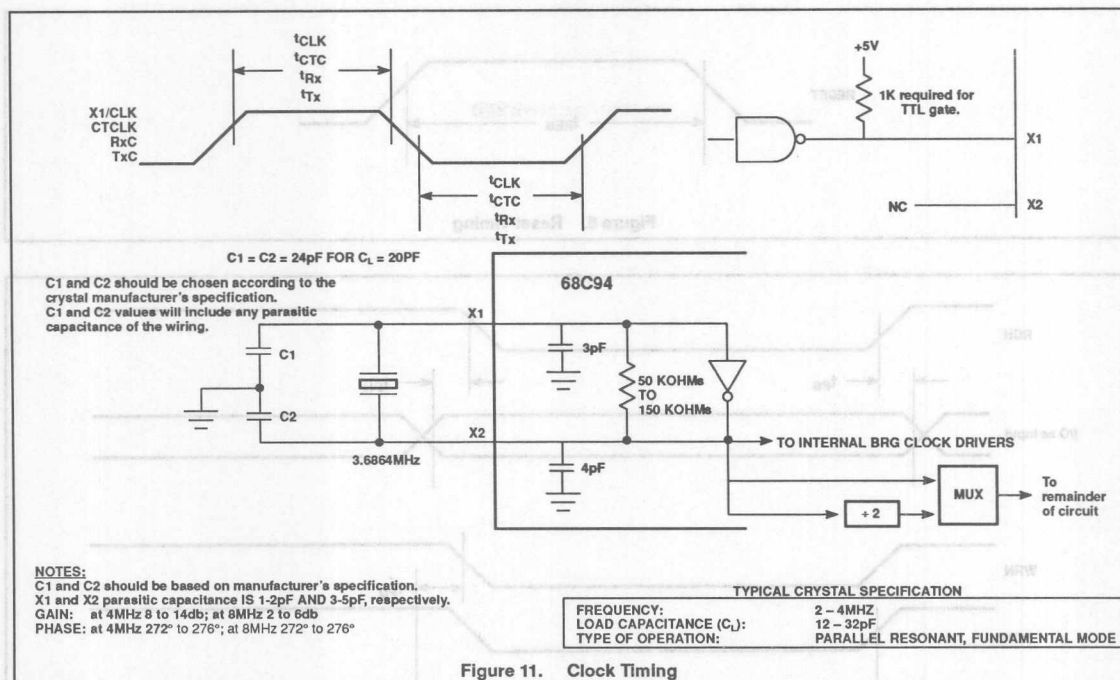 tCLK
tCTC
tRx
tTx
X1/CLK
CTCLK
RxC
TxC
tCLK
tCTC
tRx
tTx
+5V
1K required for
TTL gate.
X1
NC
X2
C1 = C2 = 24pF FOR CL = 20PF
C1 and C2 should be chosen according to the
crystal manufacturer's specification.
C1 and C2 values will include any parasitic
capacitance of the wiring.
68C94
X1
C1
C2
3pF
50 KOHMs
TO
150 KOHMs
X2
3.6864MHz
4pF
TO INTERNAL BRG CLOCK DRIVERS
÷ 2
MUX
To
remainder
of circuit
NOTES:
C1 and C2 should be based on manufacturer's specification.
X1 and X2 parasitic capacitance IS 1-2pF AND 3-5pF, respectively.
GAIN: at 4MHz 8 to 14db; at 8MHz 2 to 6db
PHASE: at 4MHz 272° to 276°; at 8MHz 272° to 276°
TYPICAL CRYSTAL SPECIFICATION
FREQUENCY: 2 – 4MHZ
LOAD CAPACITANCE (CL): 12 – 32pF
TYPE OF OPERATION: PARALLEL RESONANT, FUNDAMENTAL MODE
Figure 11. Clock Timing